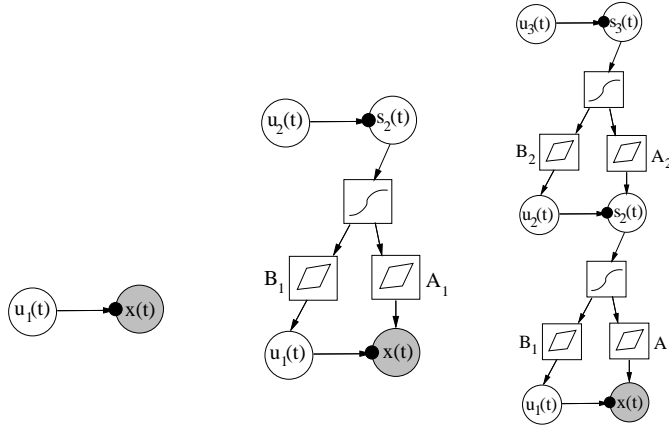 u1(t) x(t)
u2(t) s2(t)
B1 A1
u1(t) x(t)
u3(t) s3(t)
B2 A2
u2(t) s2(t)
B1 A
u1(t) x(t)